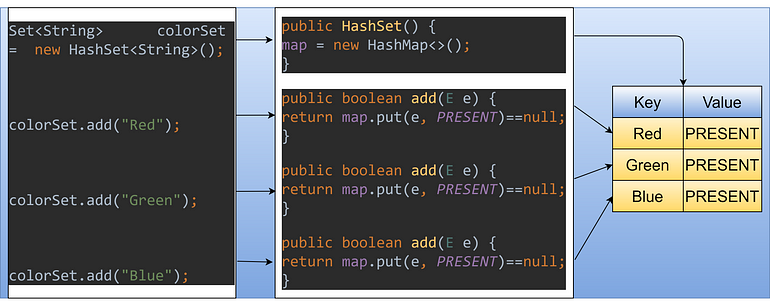 Set<String> colorSet
= new HashSet<String>();
colorSet.add("Red");
colorSet.add("Green");
colorSet.add("Blue");
public HashSet() {
map = new HashMap<>();
}
public boolean add(E e) {
return map.put(e, PRESENT)==null;
}
public boolean add(E e) {
return map.put(e, PRESENT)==null;
}
public boolean add(E e) {
return map.put(e, PRESENT)==null;
}
Key Value
Red PRESENT
Green PRESENT
Blue PRESENT